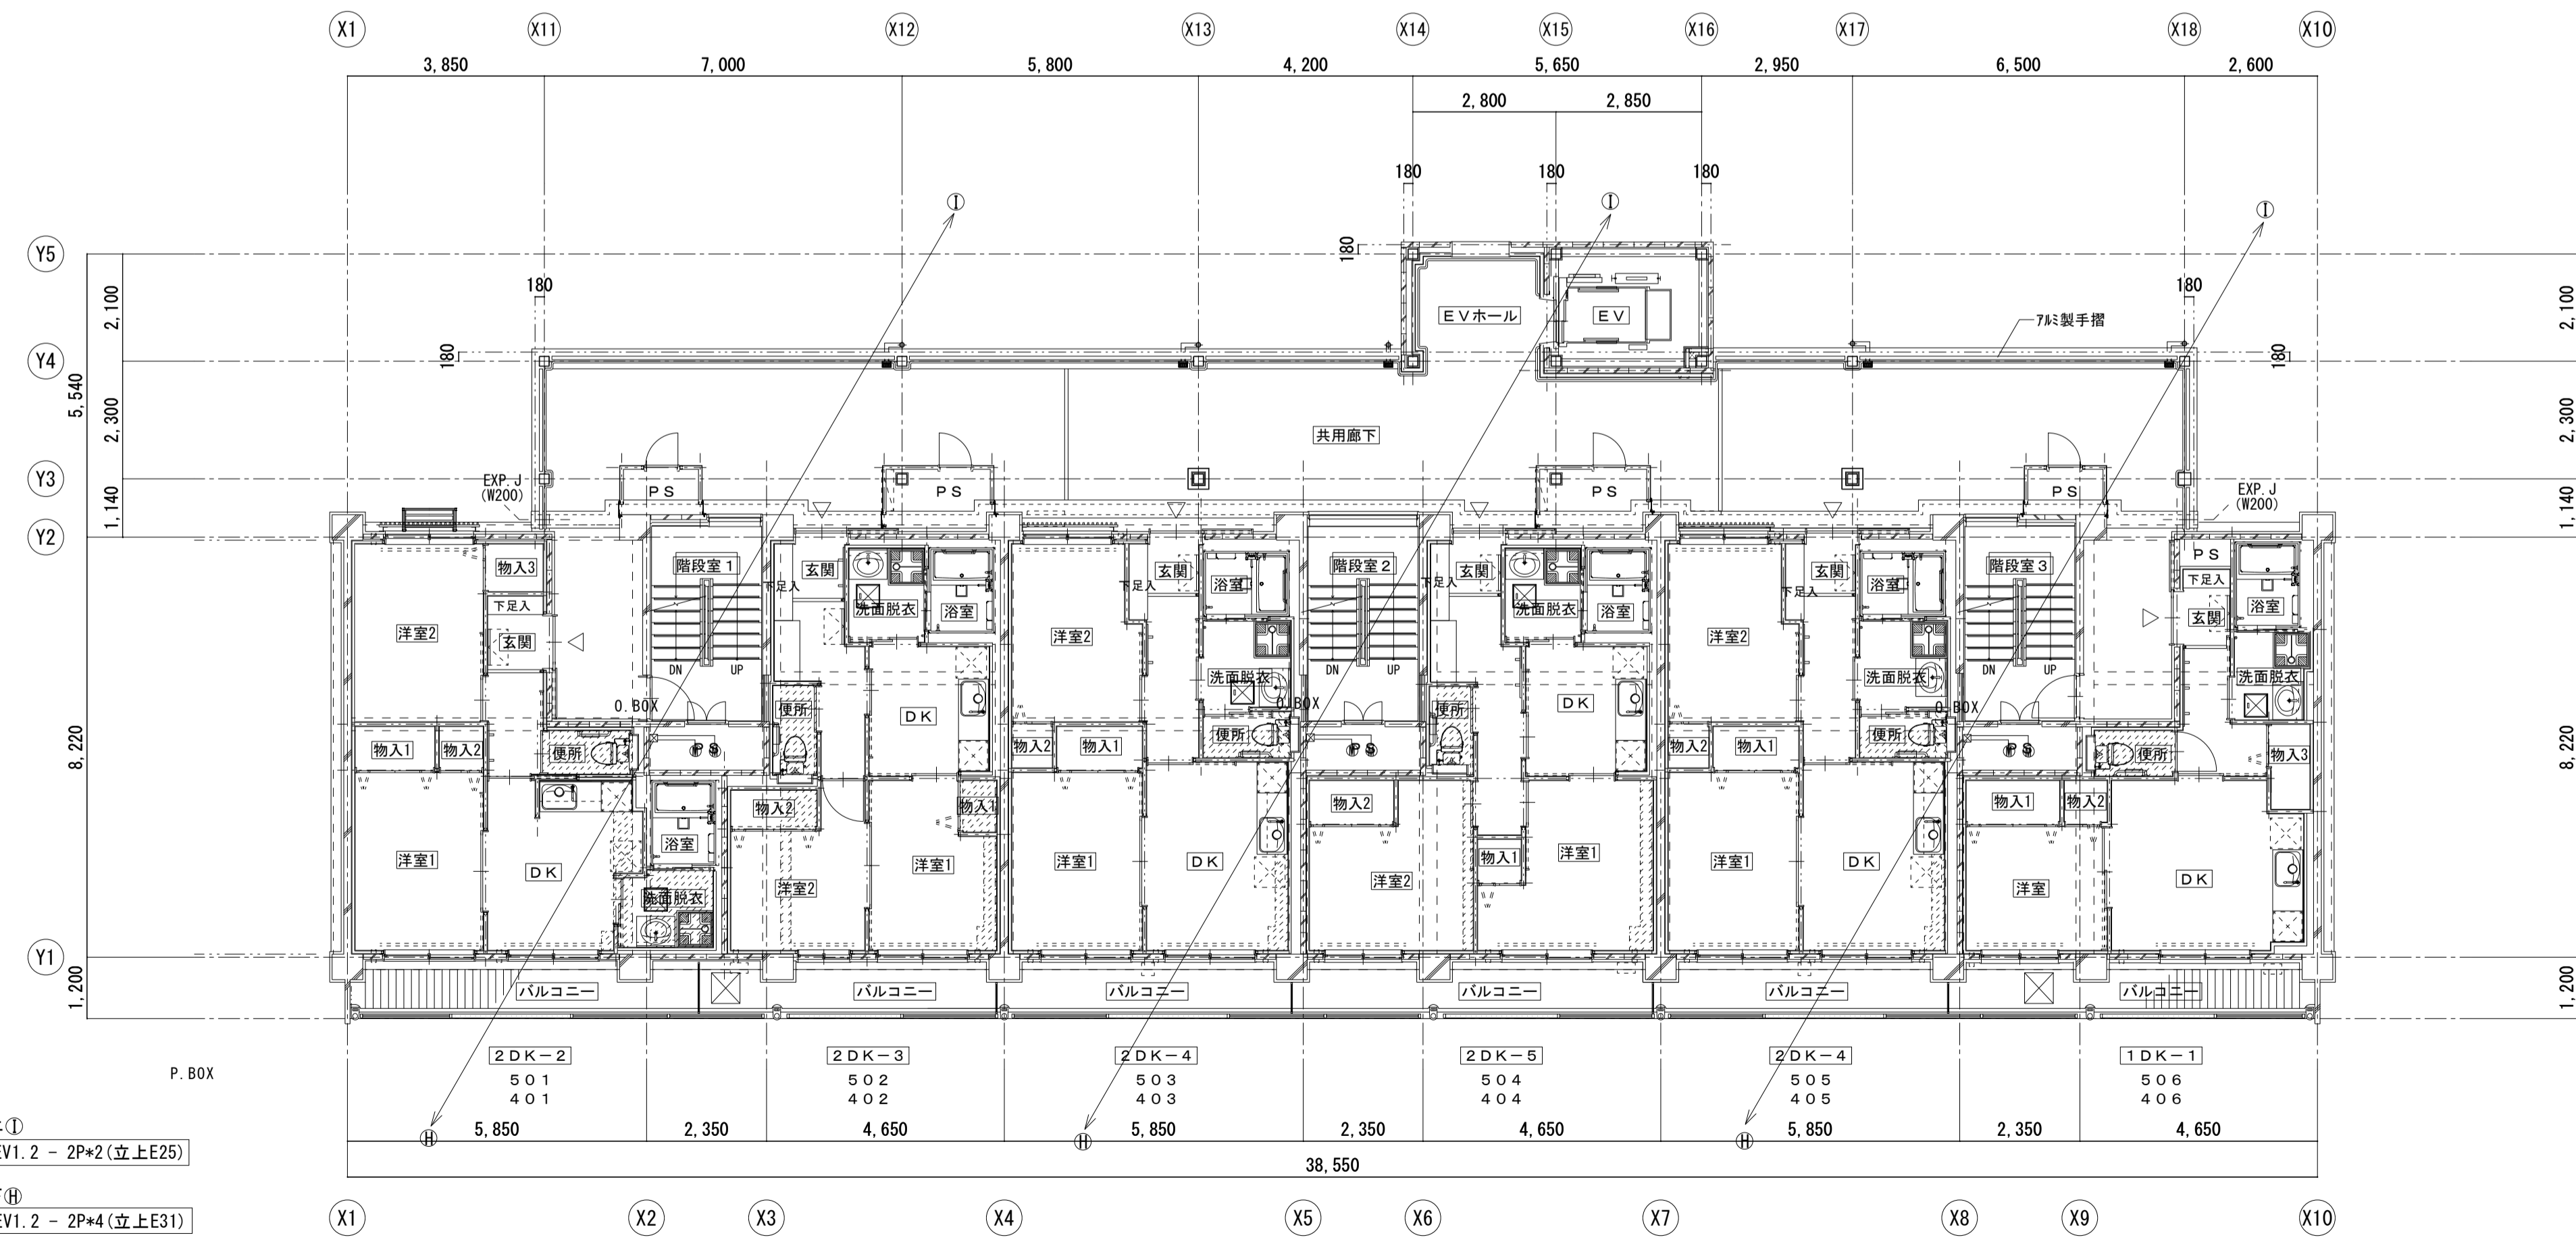 X1 X11 X12 X13 X14 X15 X16 X17 X18 X10
3,850 7,000 5,800 4,200 5,650 2,950 6,500 2,600
2,800 2,850
180 180 180
Ⓘ Ⓘ Ⓘ
Y5
180
2,100 180 EVホール EV 180 2,100
アルミ製手摺
Y4 180 180
5,540 2,300 2,300
共用廊下
Y3
EXP.J
(W200)
PS PS PS PS
EXP.J
(W200)
1,140 1,140
Y2
物入3 階段室1 玄関 玄関 浴室 階段室2 玄関 玄関 浴室 階段室3 PS
下足入 下足入 下足入 下足入 下足入 下足入
洗面脱衣 浴室 洗面脱衣 浴室 玄関 浴室
洋室2 玄関 洋室2 洋室2
DN UP DN UP DN UP
洗面脱衣 洗面脱衣 洗面脱衣
O.BOX 便所 DK O.BOX 便所 DK O.BOX
8,220 8,220
物入1 物入2 便所 PS 物入2 物入1 便所 PS 物入2 物入1 便所 PS 便所 物入3
物入2 物入1 物入2 物入1 物入2
洋室1 DK 浴室 洋室2 洋室1 洋室1 DK 洋室2 物入1 洋室1 洋室1 DK 洋室 DK
洗面脱衣
Y1
1,200 バルコニー バルコニー バルコニー バルコニー バルコニー バルコニー 1,200
2DK-2 2DK-3 2DK-4 2DK-5 2DK-4 1DK-1
P.BOX
501 502 503 504 505 506
401 402 403 404 405 406
Ⓘ
Ⓗ Ⓗ Ⓗ
5,850 2,350 4,650 5,850 2,350 4,650 5,850 2,350 4,650
EV1.2 - 2P*2(立上E25)
38,550
Ⓗ
EV1.2 - 2P*4(立上E31)
X1 X2 X3 X4 X5 X6 X7 X8 X9 X10